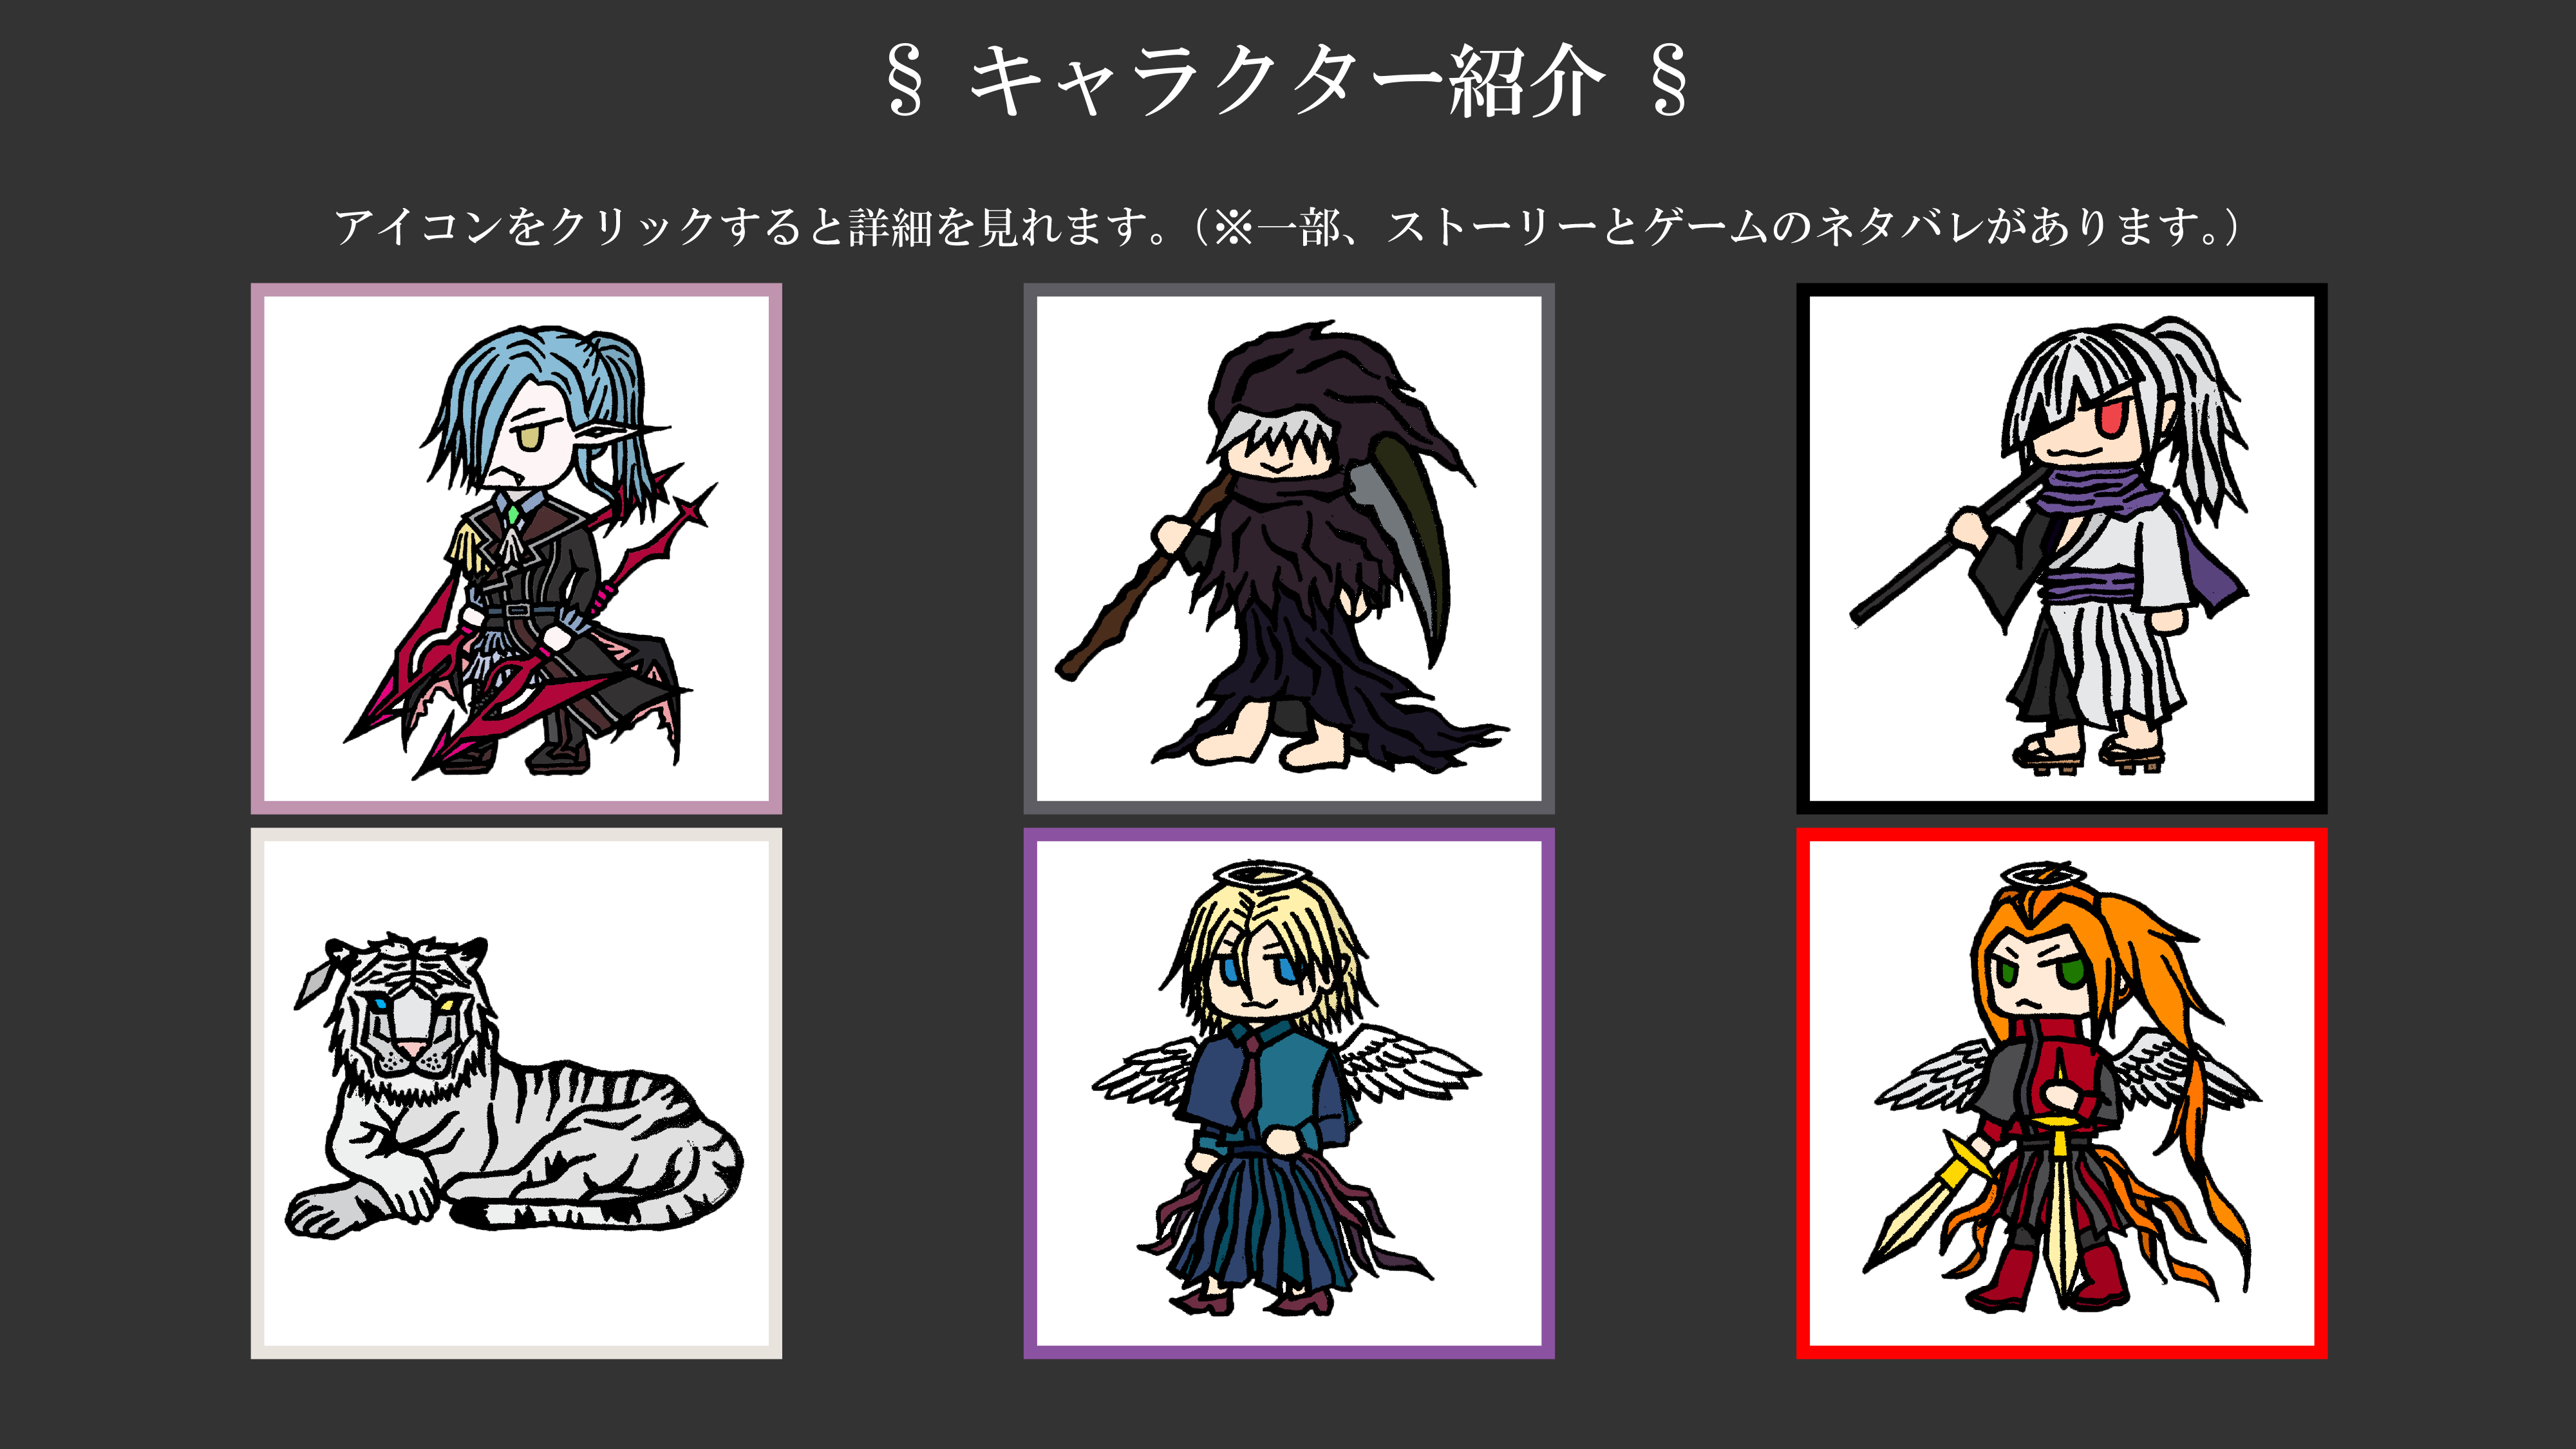 § キャラクター紹介 §
アイコンをクリックすると詳細を見れます。（※一部、ストーリーとゲームのネタバレがあります。）